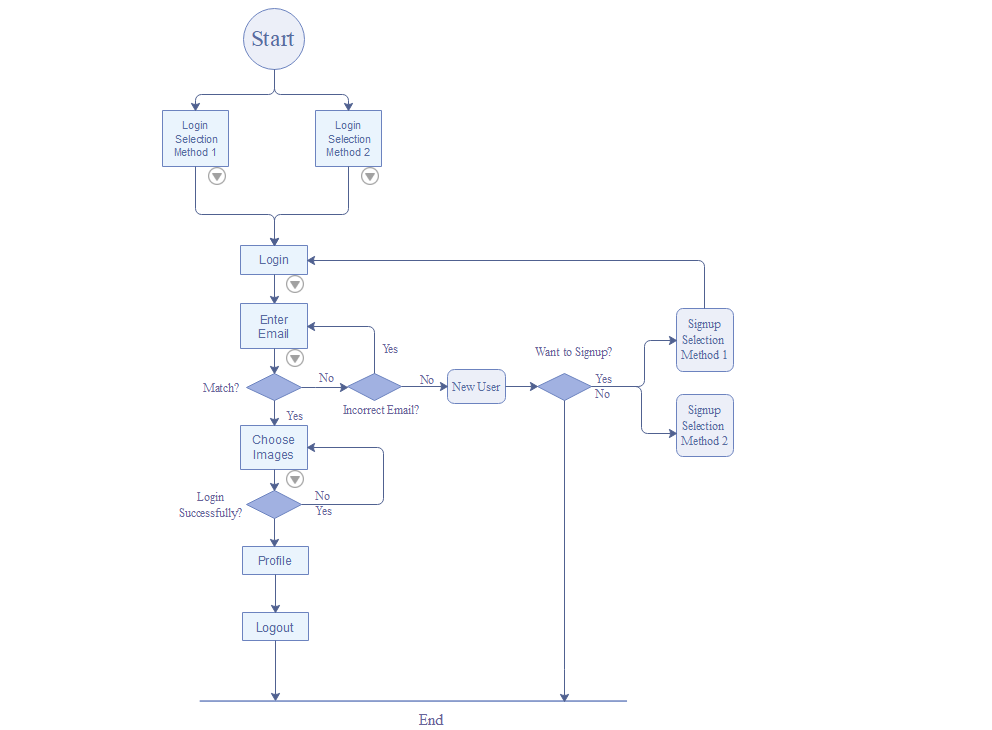 Start
Login
Selection
Method 1
Login
Selection
Method 2
Login
Enter
Email
Match?
No
Yes
Incorrect Email?
Yes
No
New User
Want to Signup?
Yes
No
Signup
Selection
Method 1
Signup
Selection
Method 2
Choose
Images
Login
Successfully?
No
Yes
Profile
Logout
End